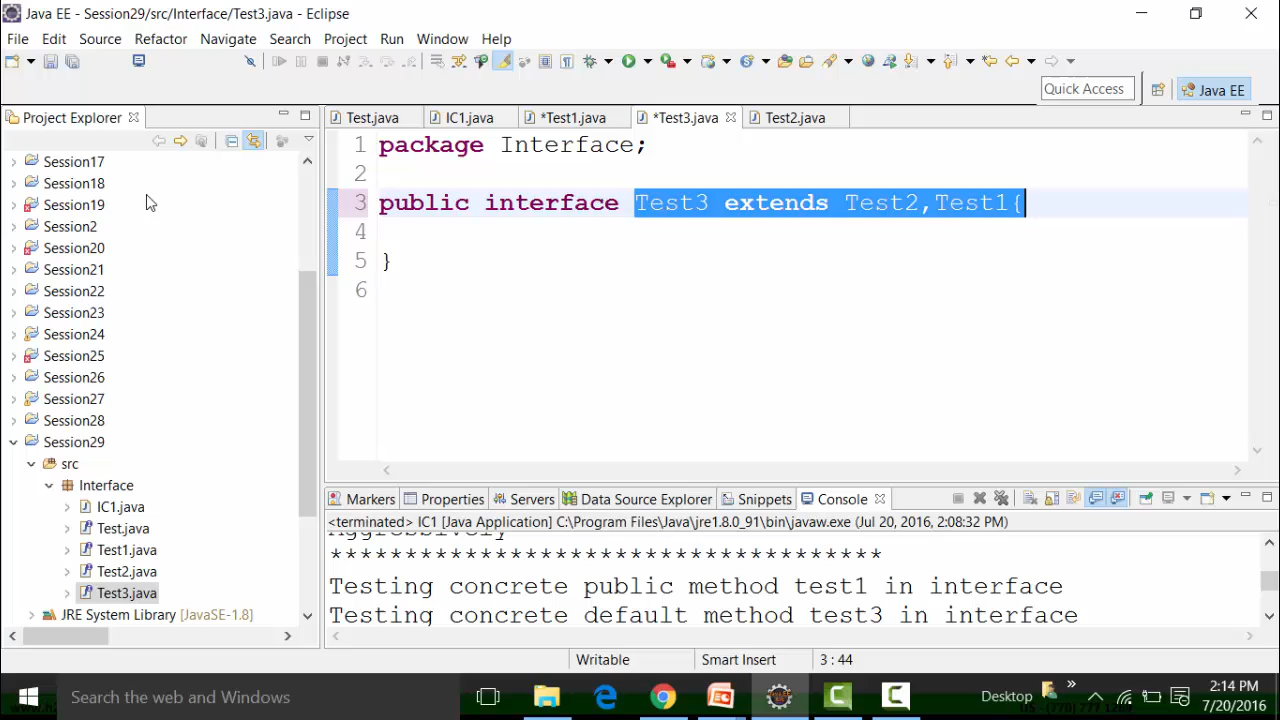 Java EE - Session29/src/Interface/Test3.java - Eclipse
File Edit Source Refactor Navigate Search Project Run Window Help
Quick Access
Java EE
Project Explorer
Test.java
IC1.java
*Test1.java
*Test3.java
Test2.java
Session17
Session18
Session19
Session2
Session20
Session21
Session22
Session23
Session24
Session25
Session26
Session27
Session28
Session29
src
Interface
IC1.java
Test.java
Test1.java
Test2.java
Test3.java
JRE System Library [JavaSE-1.8]
1 package Interface;
2
3 public interface Test3 extends Test2,Test1{
4
5 }
6
Markers Properties Servers Data Source Explorer Snippets Console
<terminated> IC1 [Java Application] C:\Program Files\Java\jre1.8.0_91\bin\javaw.exe (Jul 20, 2016, 2:08:32 PM)
Aggressively
*************************************
Testing concrete public method test1 in interface
Testing concrete default method test3 in interface
Writable Smart Insert 3 : 44
Search the web and Windows
Desktop
2:14 PM
7/20/2016